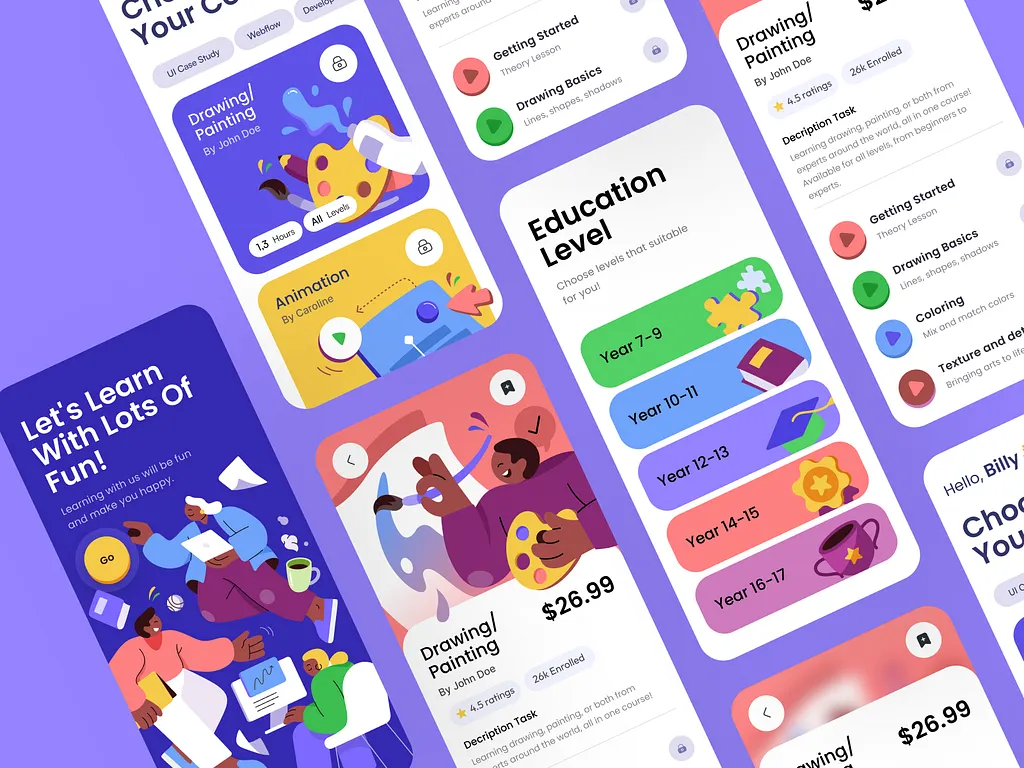 Your Co
UI Case Study
Webflow
Develop
Drawing/
Painting
By John Doe
1,3 Hours
All Levels
Animation
By Caroline
Let's Learn
With Lots Of
Fun!
Learning with us will be fun
and make you happy.
GO
experts around
Getting Started
Theory Lesson
Drawing Basics
Lines, shapes, shadows
$26.99
Drawing/
Painting
By John Doe
4.5 ratings
26k Enrolled
Decription Task
Learning drawing, painting, or both from
experts around the world, all in one course!
Education
Level
Choose levels that suitable
for you!
Year 7-9
Year 10-11
Year 12-13
Year 14-15
Year 16-17
Drawing/
Painting
By John Doe
4.5 ratings
26k Enrolled
Decription Task
Learning drawing, painting, or both from
experts around the world, all in one course!
Available for all levels, from beginners to
experts.
Getting Started
Theory Lesson
Drawing Basics
Lines, shapes, shadows
Coloring
Mix and match colors
Texture and de
Bringing arts to life
Hello, Billy
Choo
Your
UI C
$26.99
awing/